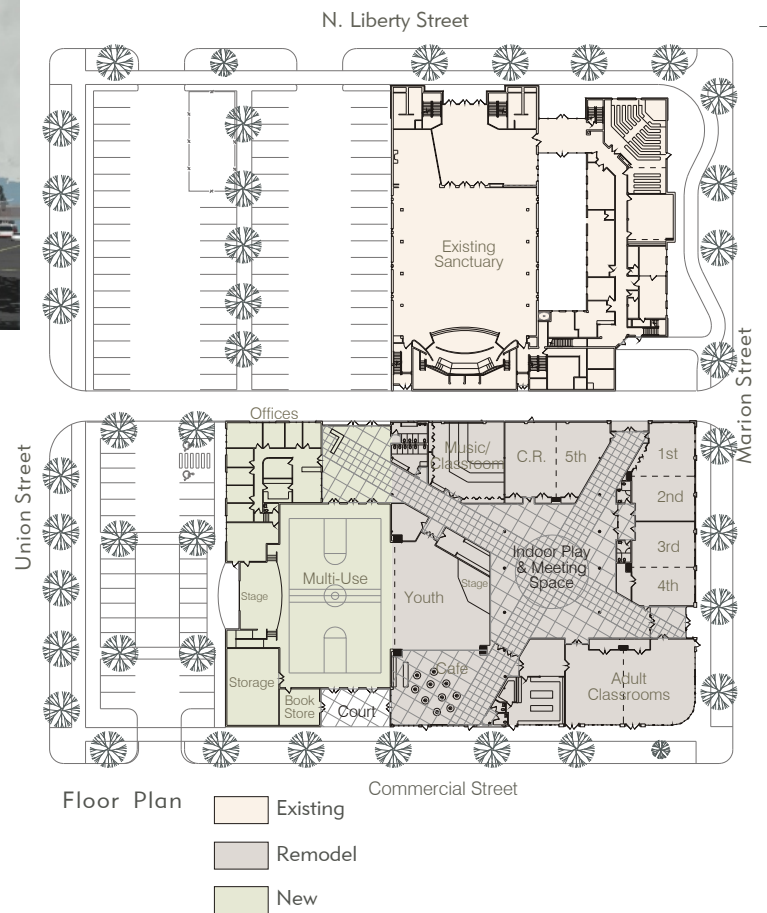 N. Liberty Street
Existing
Sanctuary
Marion Street
Union Street
Offices
Music/
Classroom
C.R.
5th
1st
2nd
3rd
4th
Indoor Play
& Meeting
Space
Multi-Use
Youth
Stage
Stage
Storage
Book
Store
Court
Cafe
Adult
Classrooms
Commercial Street
Floor Plan
Existing
Remodel
New